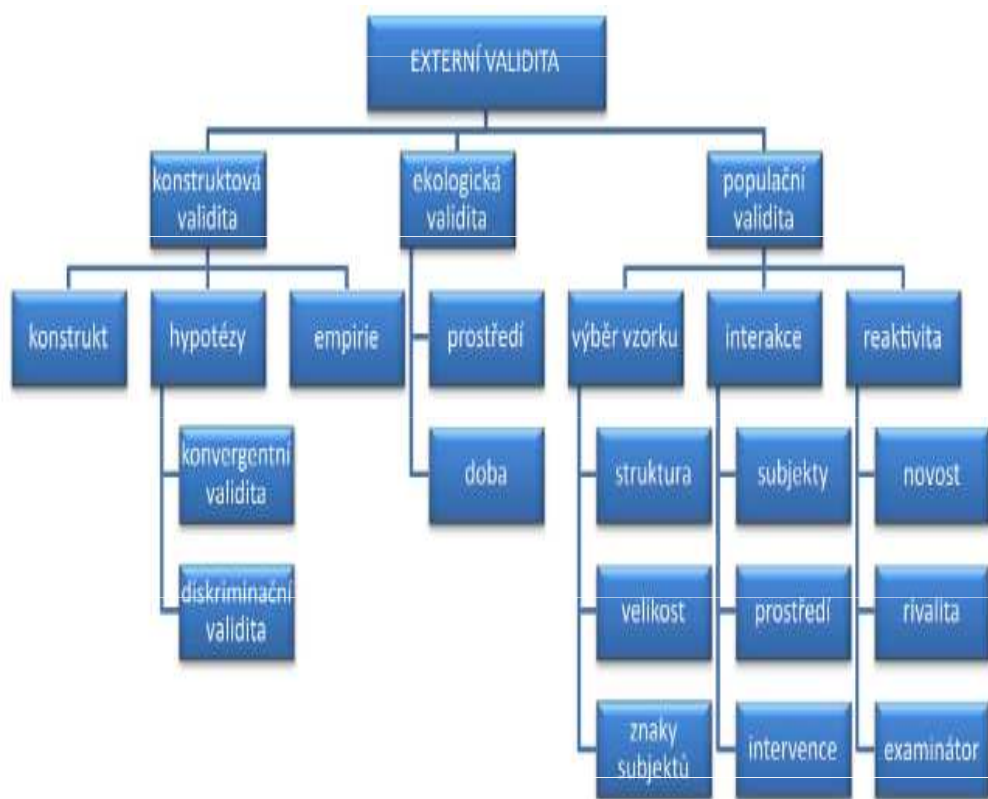 EXTERNÍ VALIDITA
konstruktová
validita
ekologická
validita
populační
validita
konstrukt
hypotézy
empirie
prostředí
výběr vzorku
interakce
reaktivita
konvergentní
validita
doba
struktura
subjekty
novost
diskriminační
validita
velikost
prostředí
rivalita
znaky
subjektů
intervence
examinátor